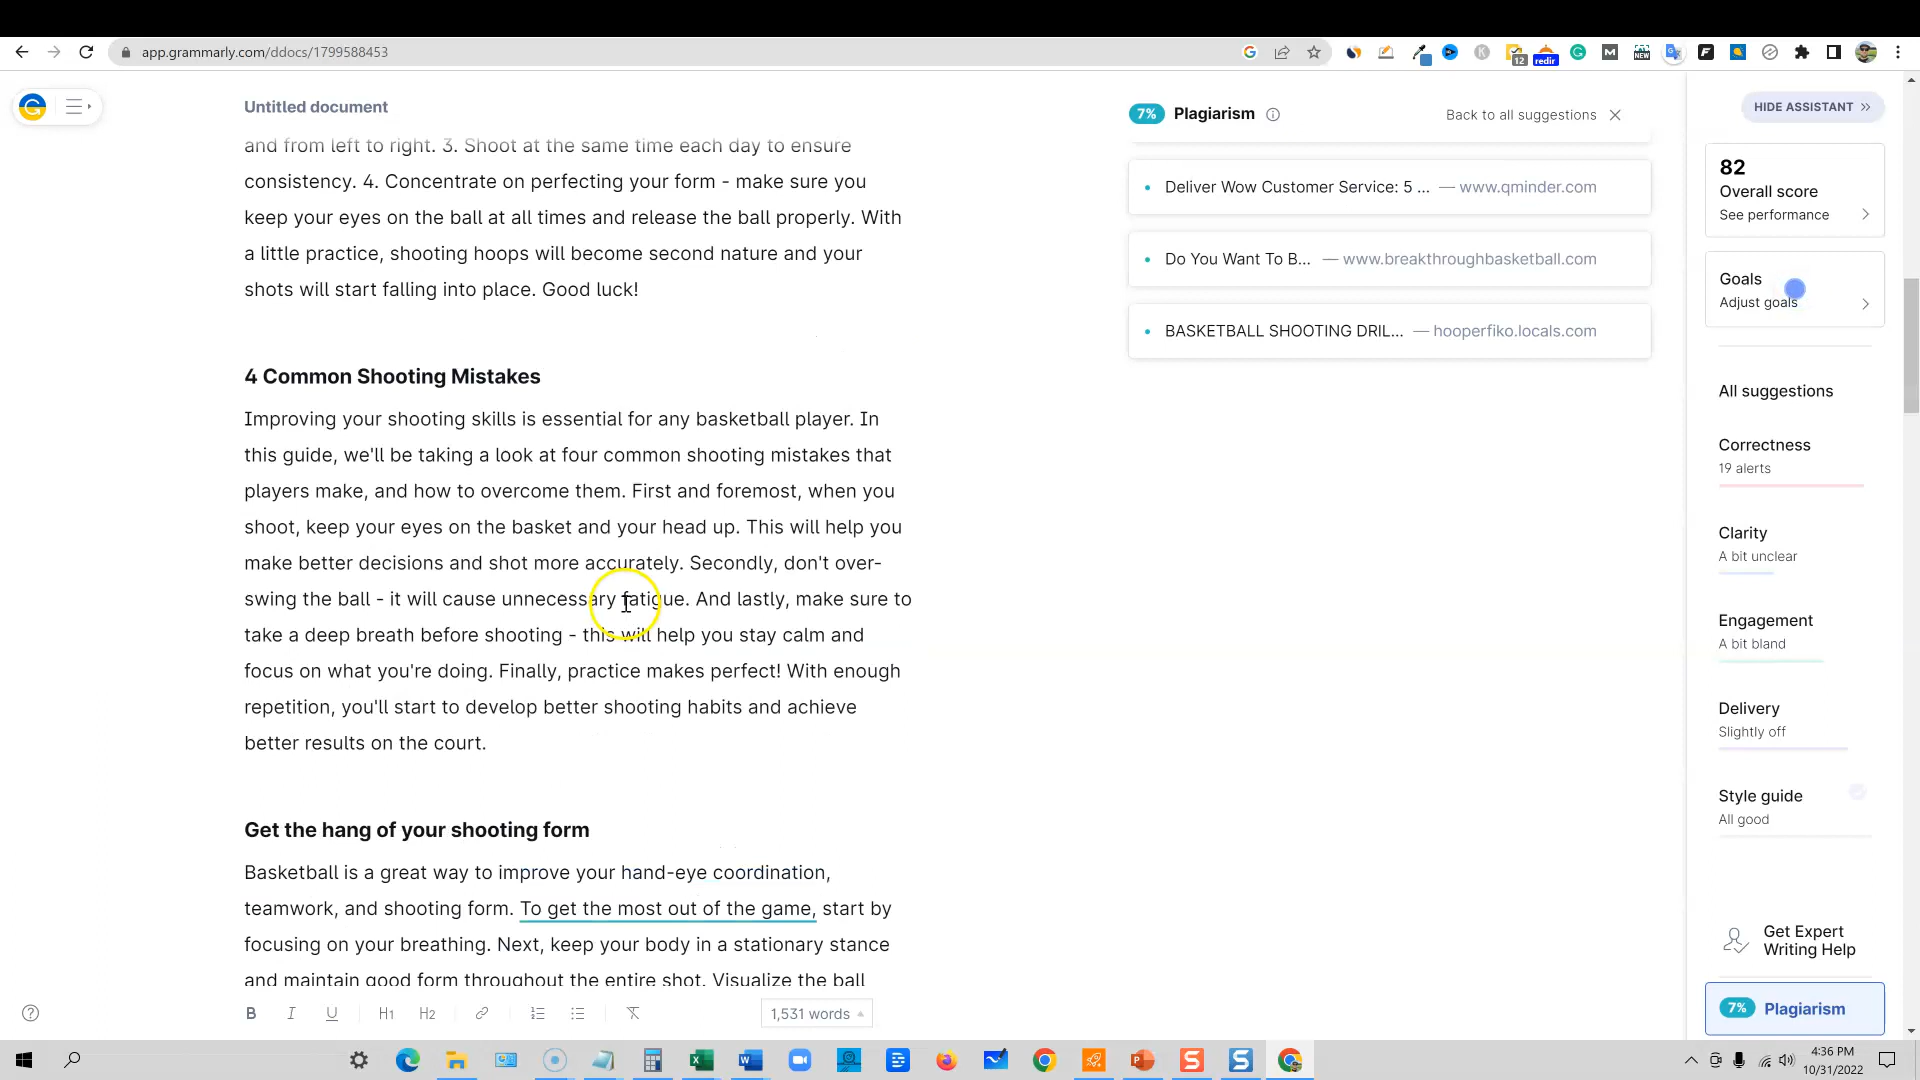 app.grammarly.com/ddocs/1799588453
12
redir
NEW
Untitled document
and from left to right. 3. Shoot at the same time each day to ensure
consistency. 4. Concentrate on perfecting your form - make sure you
keep your eyes on the ball at all times and release the ball properly. With
a little practice, shooting hoops will become second nature and your
shots will start falling into place. Good luck!
4 Common Shooting Mistakes
Improving your shooting skills is essential for any basketball player. In
this guide, we'll be taking a look at four common shooting mistakes that
players make, and how to overcome them. First and foremost, when you
shoot, keep your eyes on the basket and your head up. This will help you
make better decisions and shot more accurately. Secondly, don't over-
swing the ball - it will cause unnecessary fatigue. And lastly, make sure to
take a deep breath before shooting - this will help you stay calm and
focus on what you're doing. Finally, practice makes perfect! With enough
repetition, you'll start to develop better shooting habits and achieve
better results on the court.
Get the hang of your shooting form
Basketball is a great way to improve your hand-eye coordination,
teamwork, and shooting form. To get the most out of the game, start by
focusing on your breathing. Next, keep your body in a stationary stance
and maintain good form throughout the entire shot. Visualize the ball
B I U H1 H2
1,531 words
7% Plagiarism
Back to all suggestions
Deliver Wow Customer Service: 5 ... — www.qminder.com
Do You Want To B... — www.breakthroughbasketball.com
BASKETBALL SHOOTING DRIL... — hooperfiko.locals.com
HIDE ASSISTANT
82
Overall score
See performance
Goals
Adjust goals
All suggestions
Correctness
19 alerts
Clarity
A bit unclear
Engagement
A bit bland
Delivery
Slightly off
Style guide
All good
Get Expert
Writing Help
7% Plagiarism
4:36 PM
10/31/2022